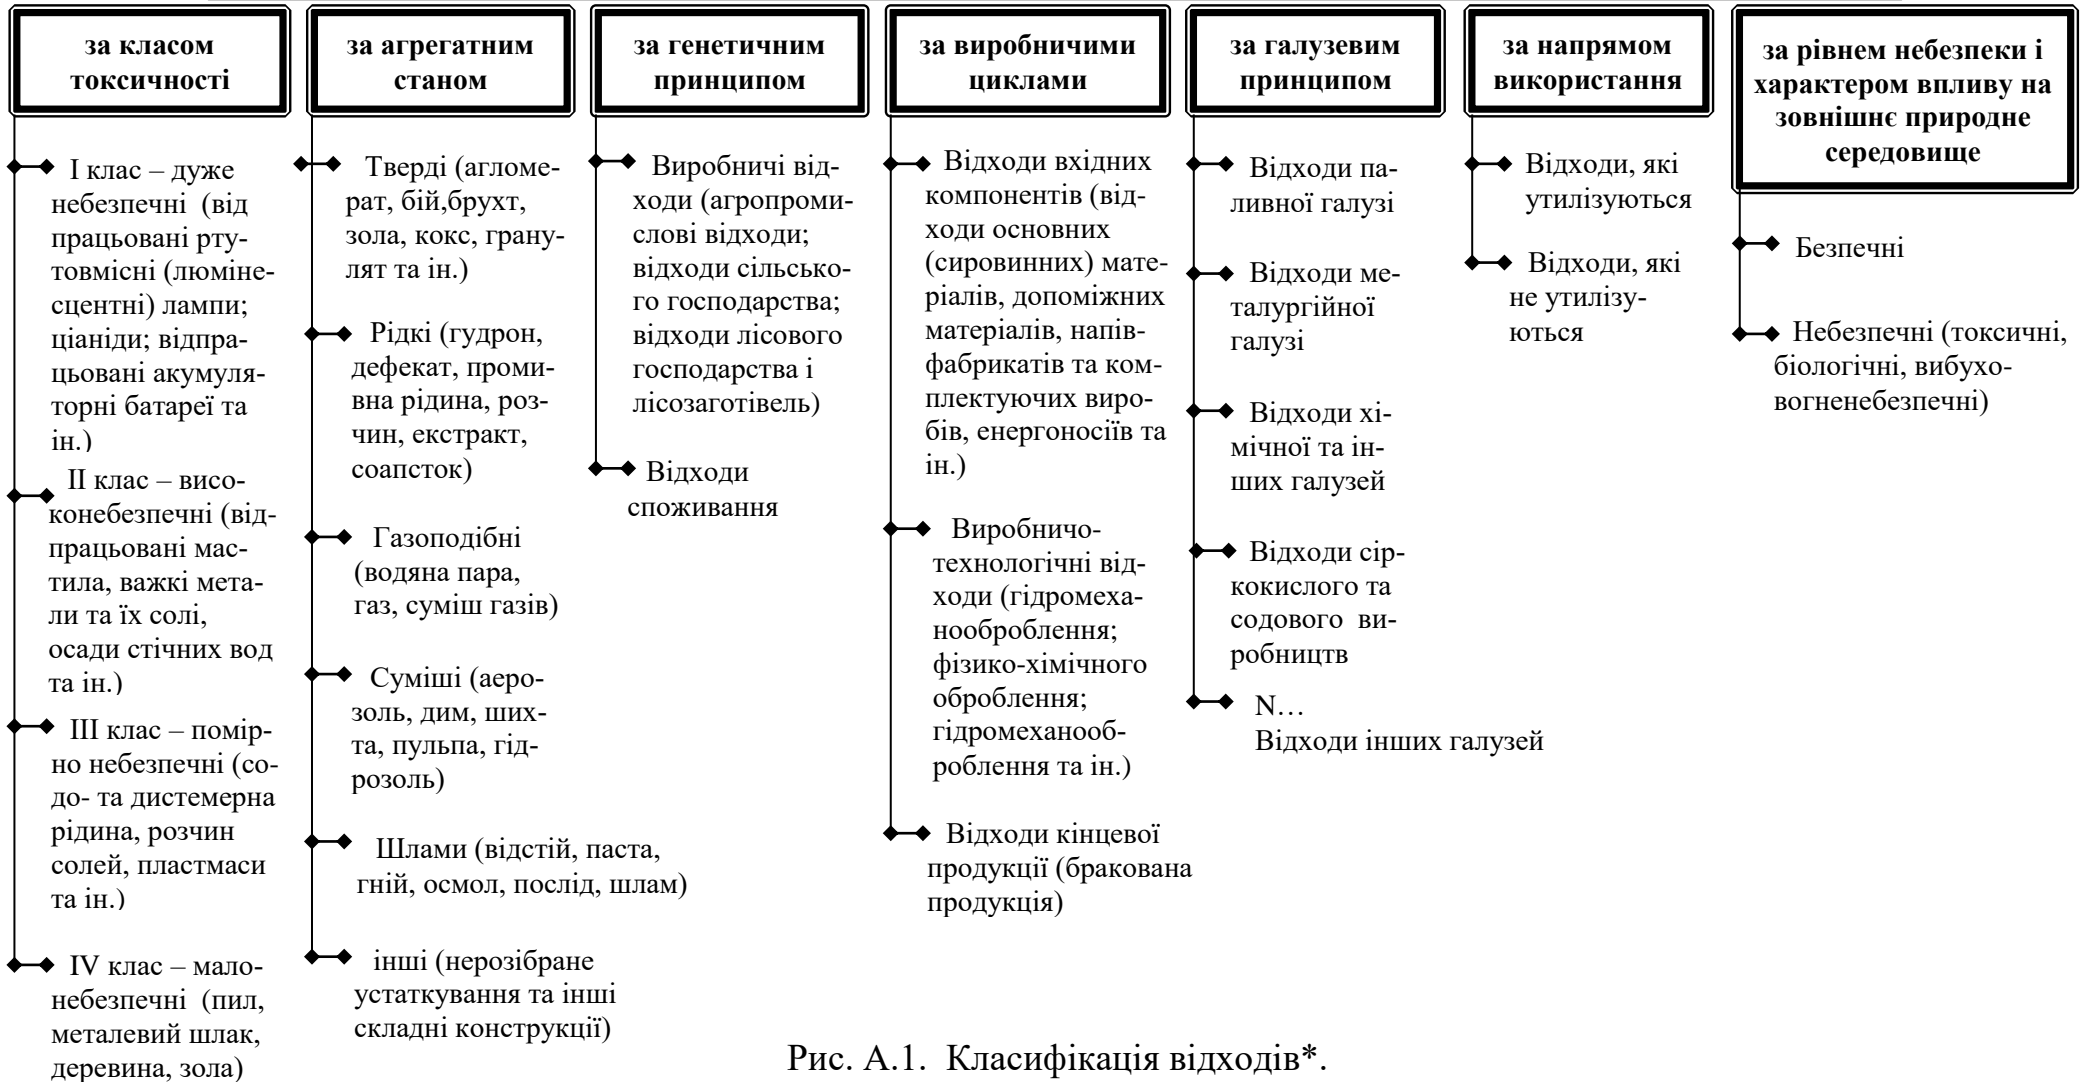 за класом
токсичності
І клас – дуже
небезпечні (від
працьовані рту-
товмісні (люміне-
сцентні) лампи;
ціаніди; відпра-
цьовані акумуля-
торні батареї та
ін.)
ІІ клас – висо-
конебезпечні (від-
працьовані мас-
тила, важкі мета-
ли та їх солі,
осади стічних вод
та ін.)
ІІІ клас – помір-
но небезпечні (со-
до- та дистемерна
рідина, розчин
солей, пластмаси
та ін.)
IV клас – мало-
небезпечні (пил,
металевий шлак,
деревина, зола)
за агрегатним
станом
Тверді (агломе-
рат, бій,брухт,
зола, кокс, грану-
лят та ін.)
Рідкі (гудрон,
дефекат, проми-
вна рідина, роз-
чин, екстракт,
соапсток)
Газоподібні
(водяна пара,
газ, суміш газів)
Суміші (аеро-
золь, дим, ших-
та, пульпа, гід-
розоль)
Шлами (відстій, паста,
гній, осмол, послід, шлам)
інші (нерозібране
устаткування та інші
складні конструкції)
за генетичним
принципом
Виробничі від-
ходи (агропроми-
слові відходи;
відходи сільсько-
го господарства;
відходи лісового
господарства і
лісозаготівель)
Відходи
споживання
за виробничими
циклами
Відходи вхідних
компонентів (від-
ходи основних
(сировинних) мате-
ріалів, допоміжних
матеріалів, напів-
фабрикатів та ком-
плектуючих виро-
бів, енергоносіїв та
ін.)
Виробничо-
технологічні від-
ходи (гідромеха-
нооброблення;
фізико-хімічного
оброблення;
гідромеханооб-
роблення та ін.)
Відходи кінцевої
продукції (бракована
продукція)
за галузевим
принципом
Відходи па-
ливної галузі
Відходи ме-
талургійної
галузі
Відходи хі-
мічної та ін-
ших галузей
Відходи сір-
кокислого та
содового ви-
робництв
N…
Відходи інших галузей
за напрямом
використання
Відходи, які
утилізуються
Відходи, які
не утилізу-
ються
за рівнем небезпеки і
характером впливу на
зовнішнє природне
середовище
Безпечні
Небезпечні (токсичні,
біологічні, вибухо-
вогненебезпечні)
Рис. А.1. Класифікація відходів*.